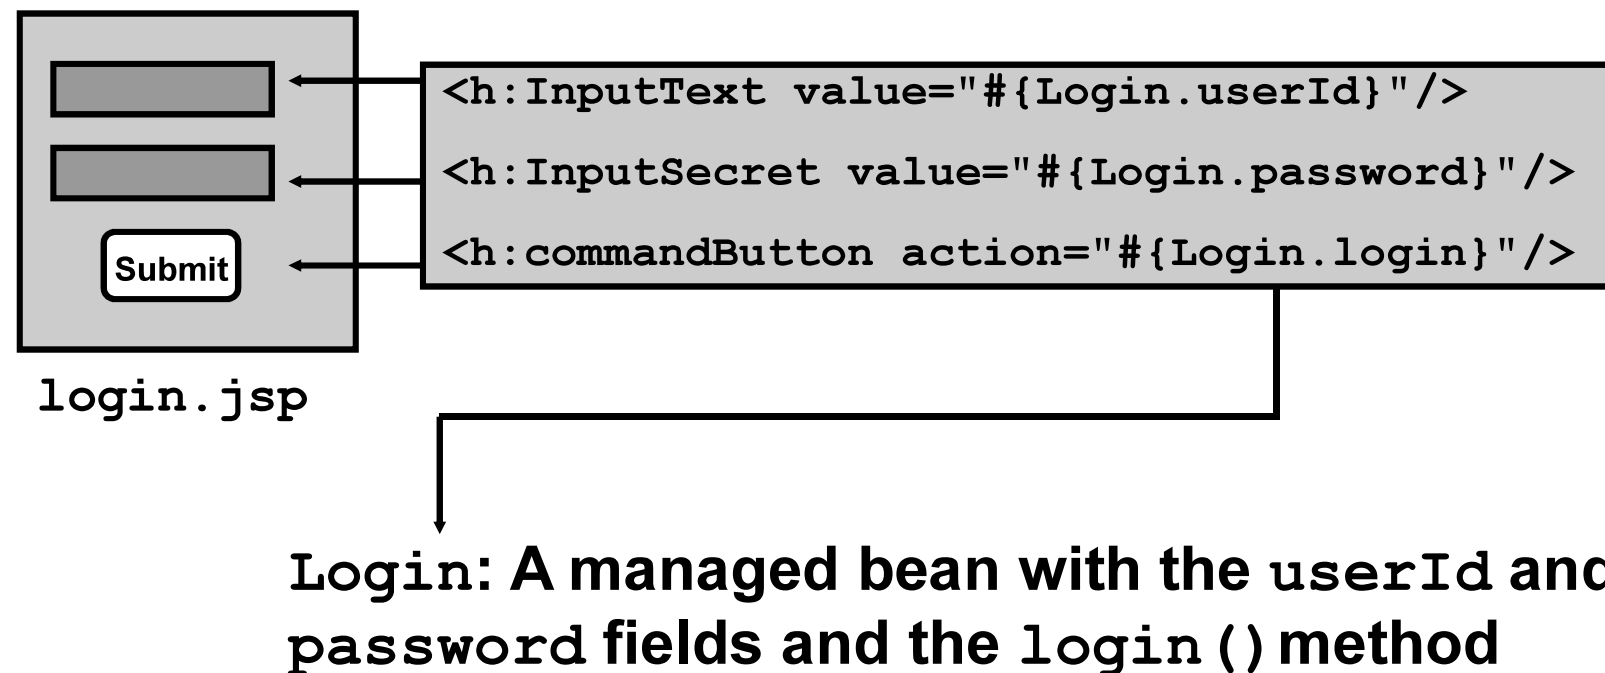 <h:InputText value="#{Login.userId}"/>
<h:InputSecret value="#{Login.password}"/>
<h:commandButton action="#{Login.login}"/>
Submit
login.jsp
Login: A managed bean with the userId and
password fields and the login() method